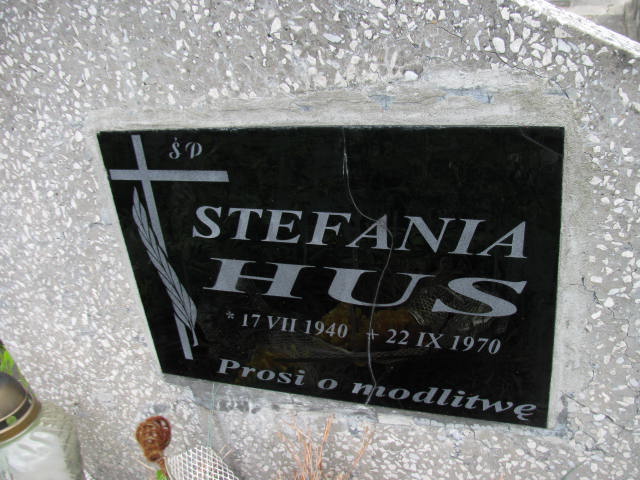 ŚP
STEFANIA
HUS
* 17 VII 1940 + 22 IX 1970
Prosi o modlitwę